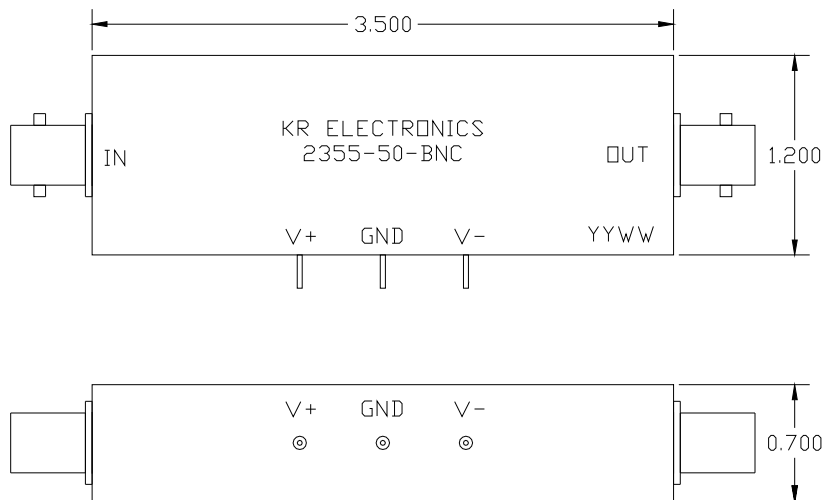 3.500
KR ELECTRONICS
2355-50-BNC
IN
OUT
1.200
V+ GND V-
YYWW
V+ GND V-
0.700